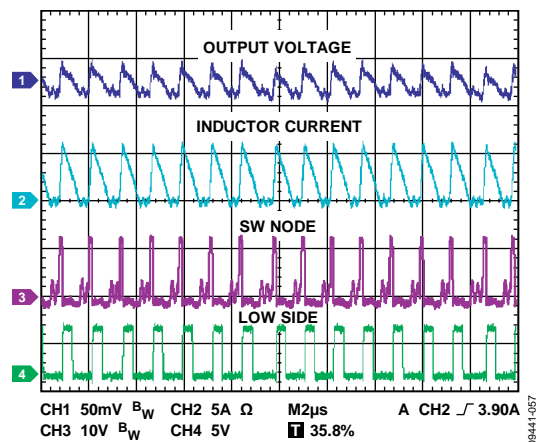 OUTPUT VOLTAGE
1
INDUCTOR CURRENT
2
SW NODE
3
LOW SIDE
4
CH1 50mV BW CH2 5A Ω M2µs A CH2 3.90A
CH3 10V BW CH4 5V T 35.8%
09441-057